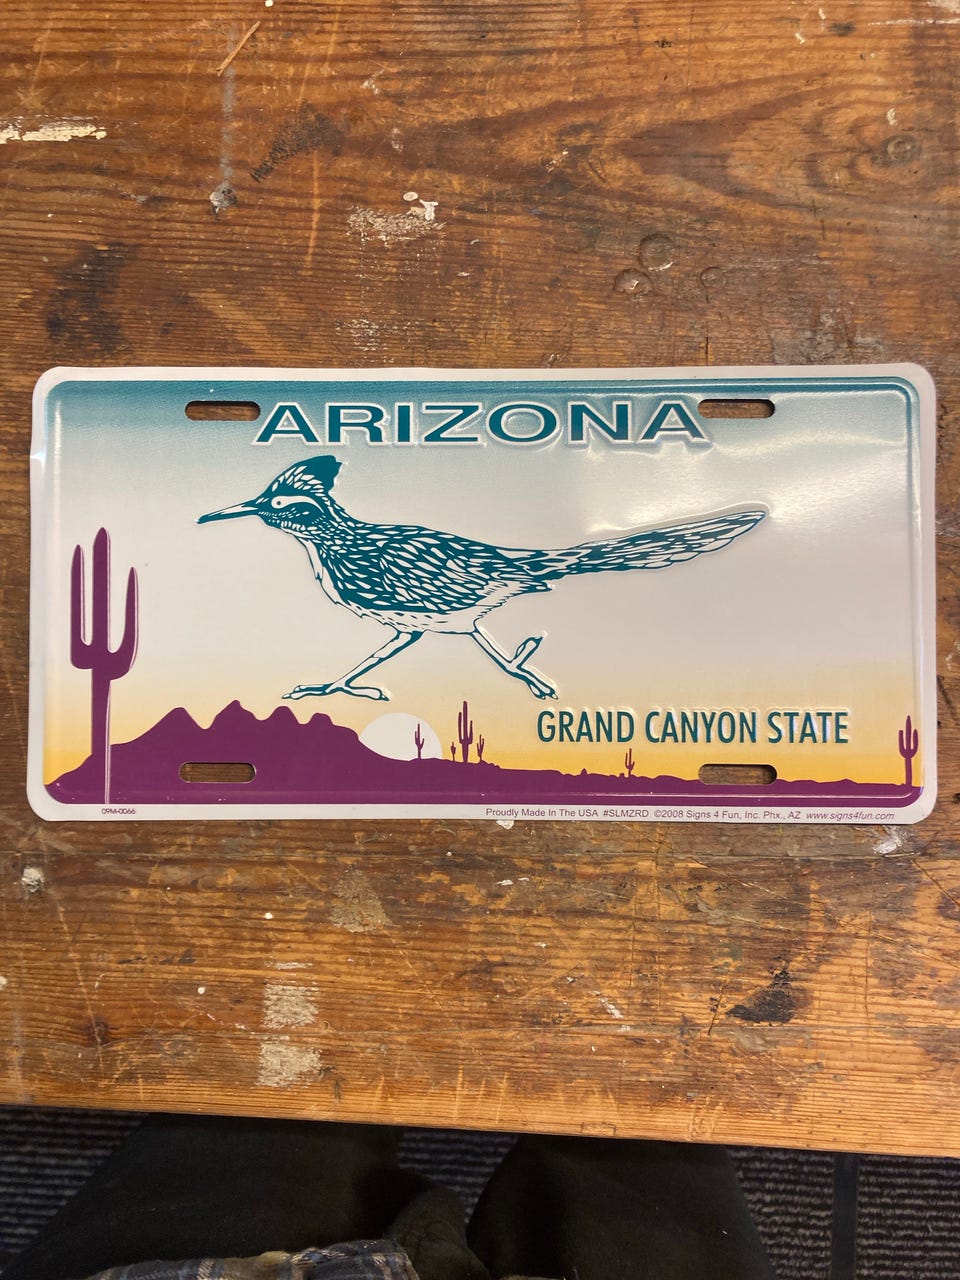 ARIZONA
GRAND CANYON STATE
09M-0066
Proudly Made In The USA #SLMZRD ©2008 Signs 4 Fun, Inc. Phx., AZ www.signs4fun.com